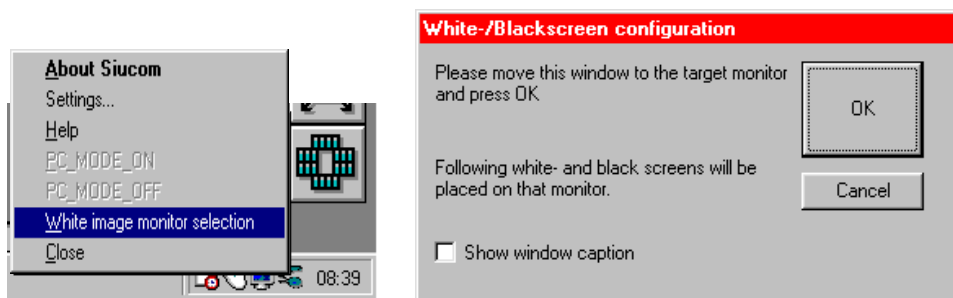 About Siucom
Settings...
Help
PC_MODE_ON
PC_MODE_OFF
White image monitor selection
Close
08:39
White-/Blackscreen configuration
Please move this window to the target monitor
and press OK
OK
Following white- and black screens will be
placed on that monitor.
Cancel
Show window caption